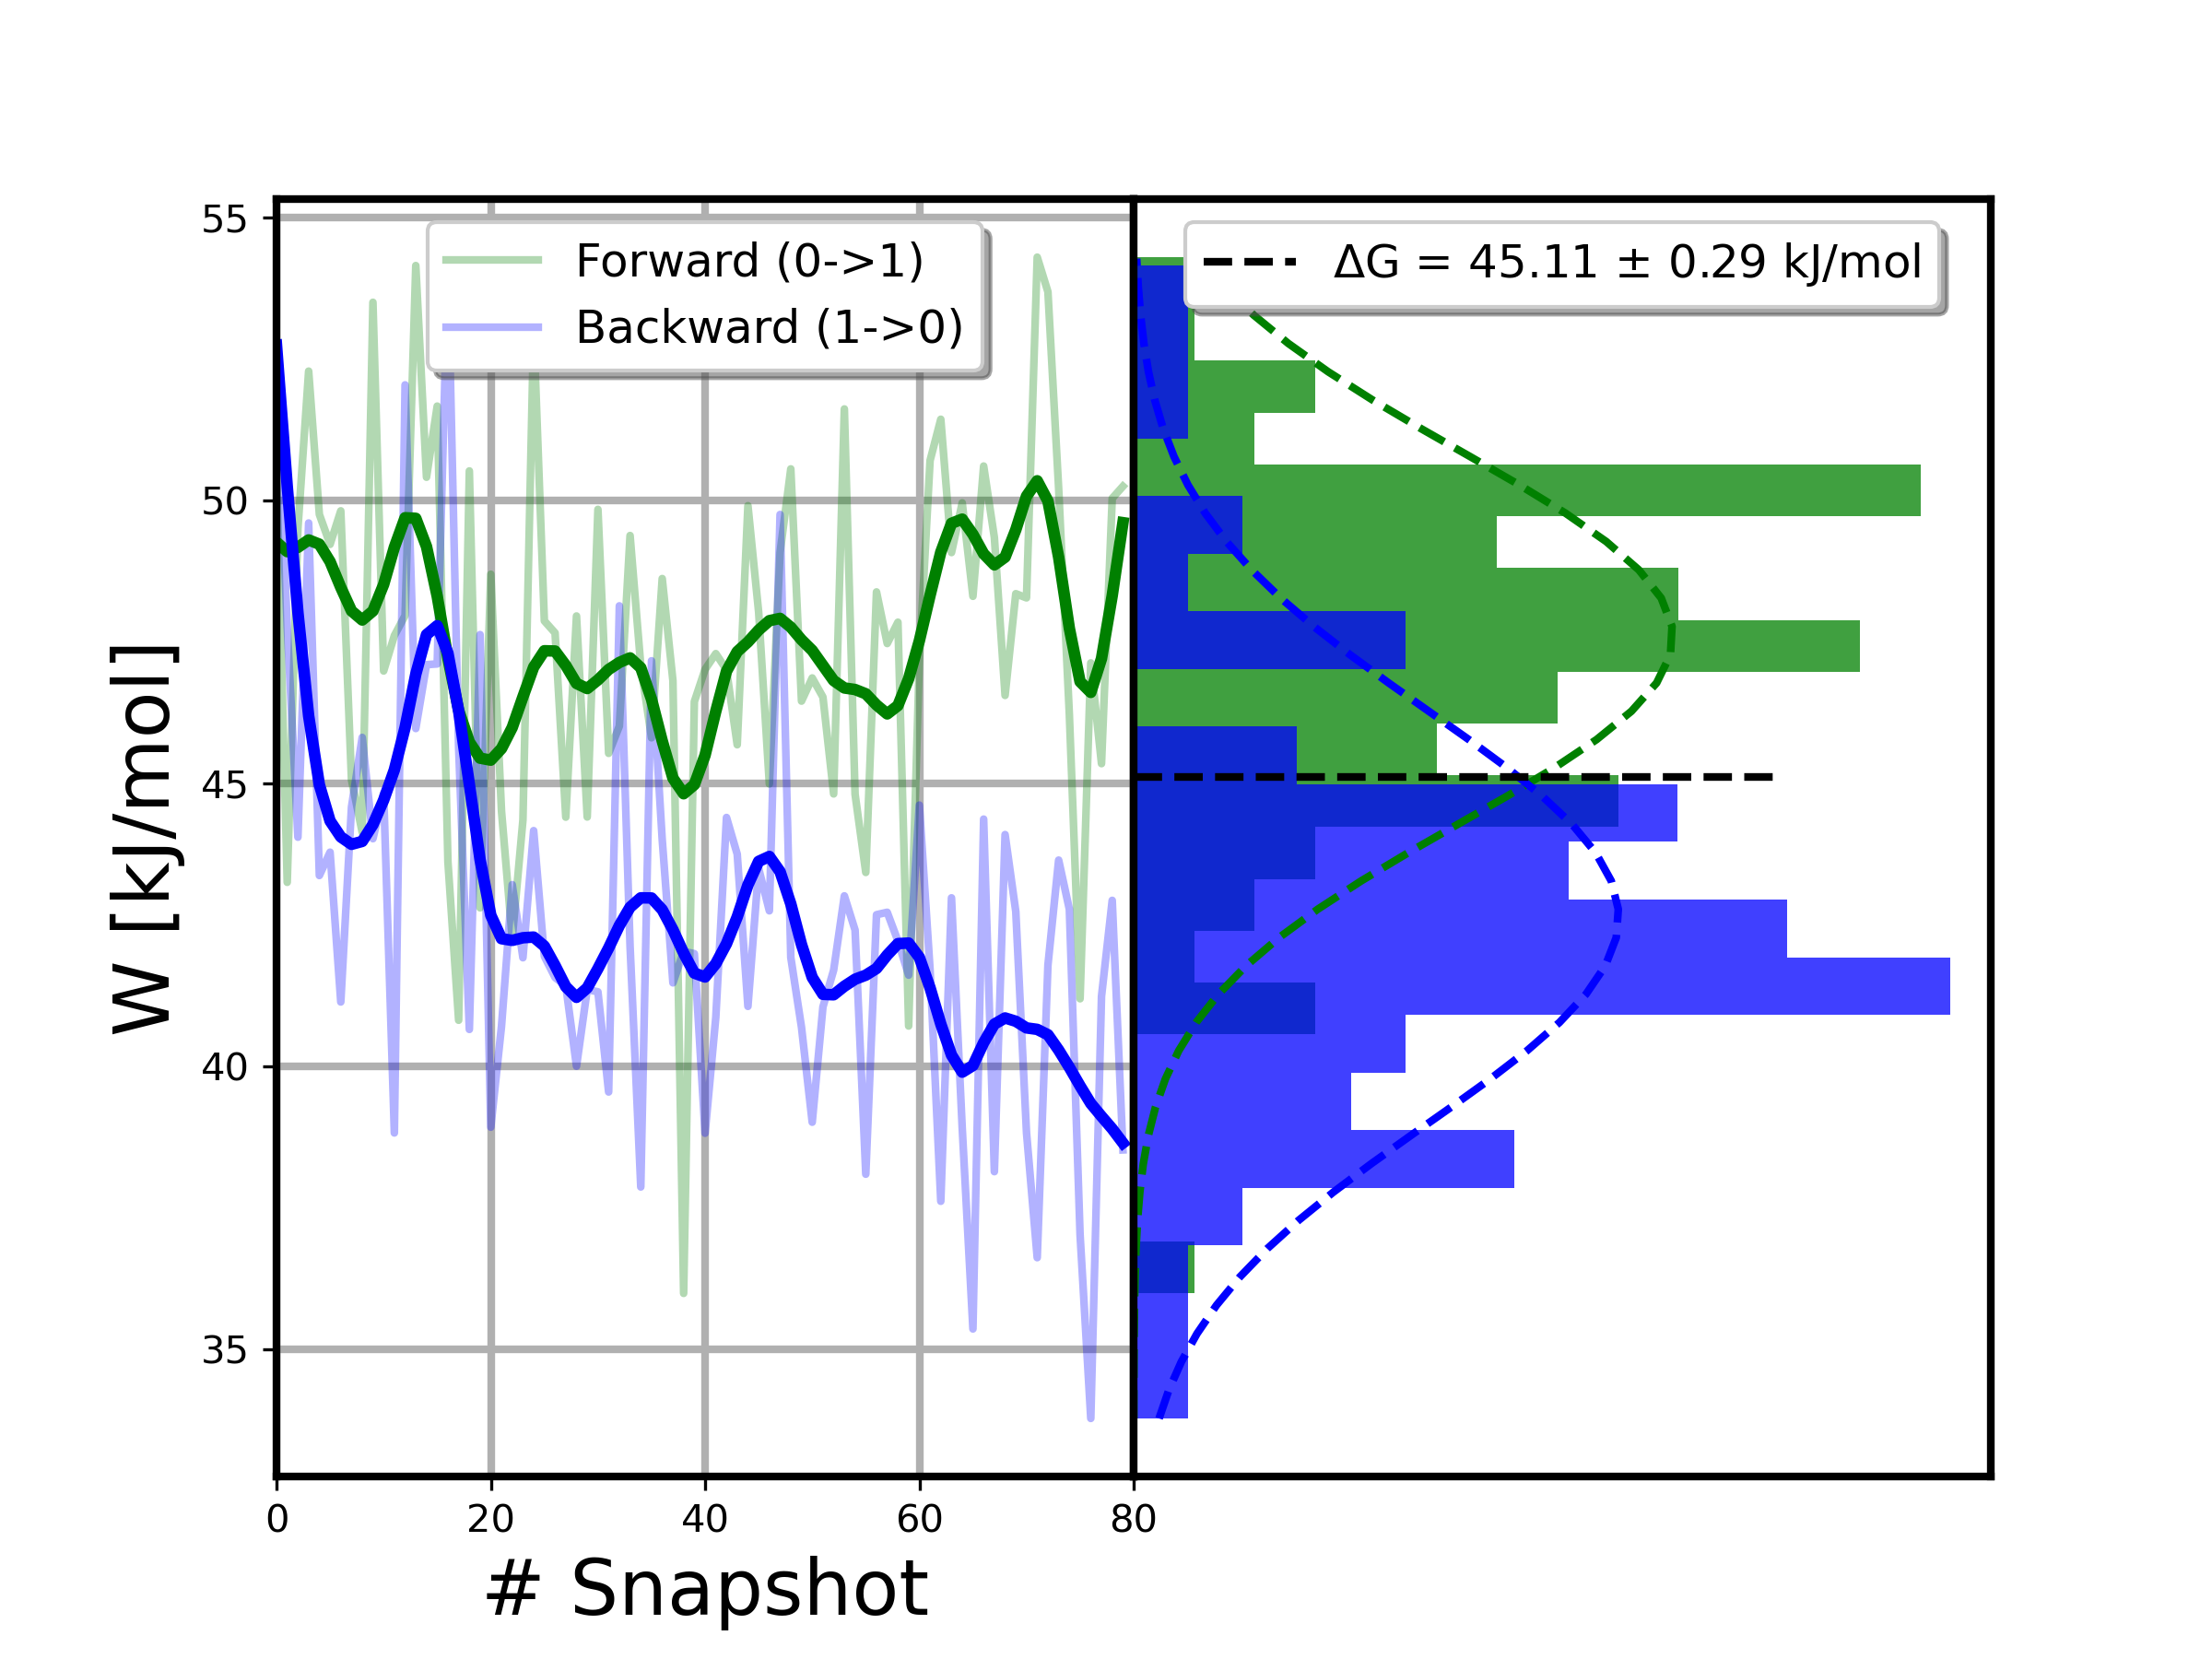 Forward (0->1)
Backward (1->0)
ΔG = 45.11 ± 0.29 kJ/mol
55
50
45
40
35
W [kJ/mol]
0 20 40 60 80
# Snapshot